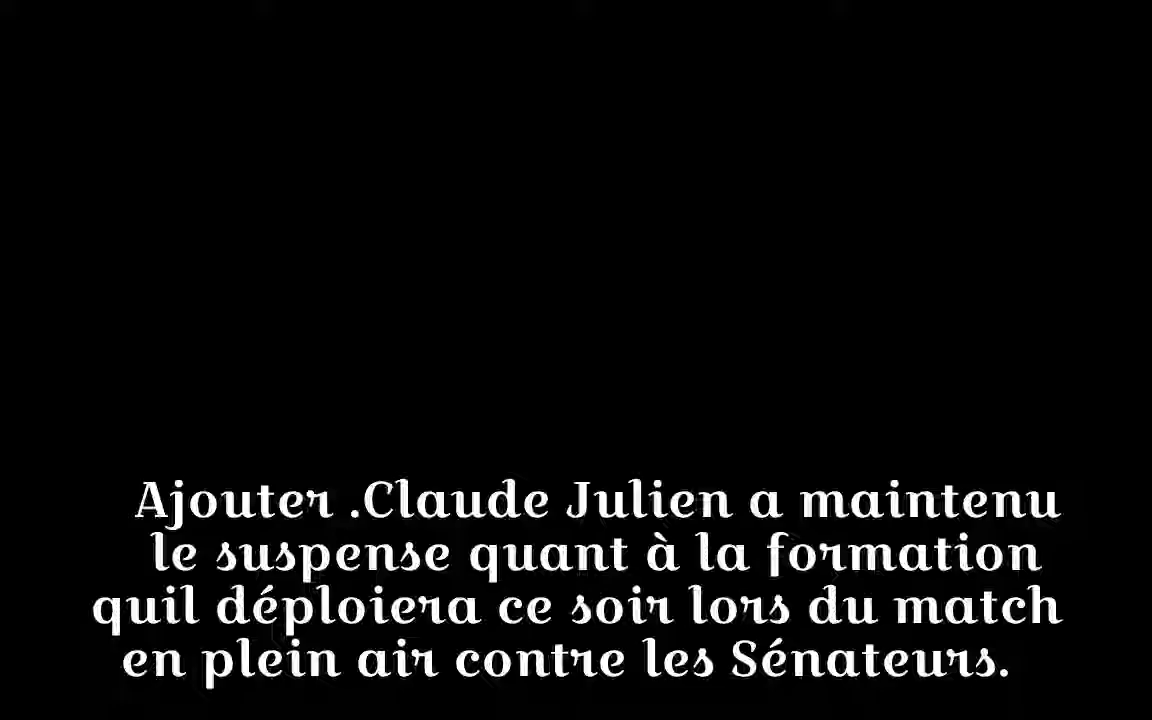 Ajouter .Claude Julien a maintenu
le suspense quant à la formation
quil déploiera ce soir lors du match
en plein air contre les Sénateurs.